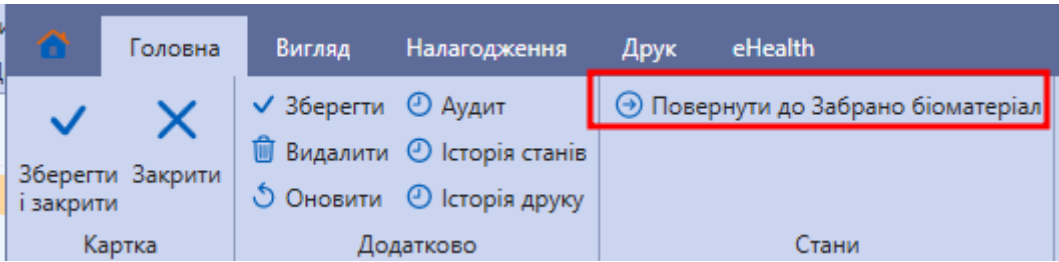 Головна Вигляд Налагодження Друк eHealth
Зберегти і закрити
Закрити
Картка
Зберегти
Видалити
Оновити
Аудит
Історія станів
Історія друку
Додатково
Повернути до Забрано біоматеріал
Стани